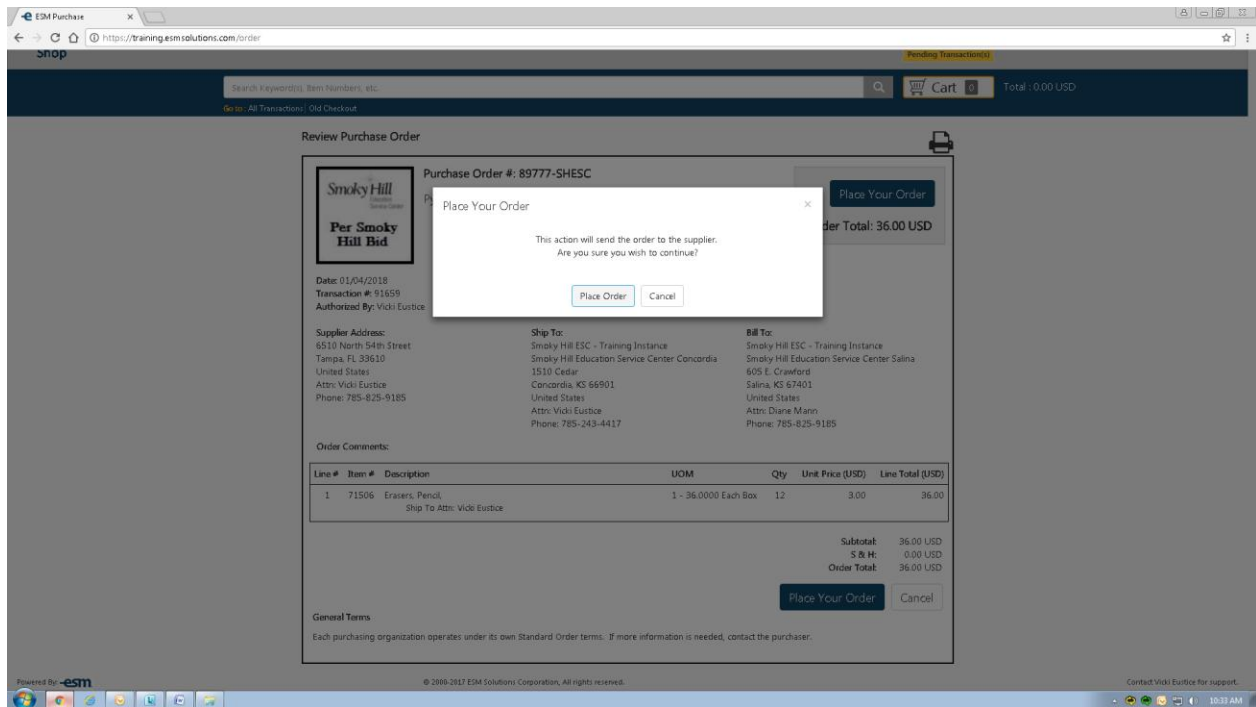 ESM Purchase
https://training.esmsolutions.com/order
Shop
Pending Transaction(s)
Search Keyword(s), Item Numbers, etc.
Cart 0
Total : 0.00 USD
Go to: All Transactions | Old Checkout
Review Purchase Order
Smoky Hill
Education
Service Center
Per Smoky
Hill Bid
Purchase Order #: 89777-SHESC
Place Your Order
Order Total: 36.00 USD
Place Your Order
×
This action will send the order to the supplier.
Are you sure you wish to continue?
Place Order
Cancel
Date: 01/04/2018
Transaction #: 91659
Authorized By: Vicki Eustice
Supplier Address:
6510 North 54th Street
Tampa, FL 33610
United States
Attn: Vicki Eustice
Phone: 785-825-9185
Ship To:
Smoky Hill ESC - Training Instance
Smoky Hill Education Service Center Concordia
1510 Cedar
Concordia, KS 66901
United States
Attn: Vicki Eustice
Phone: 785-243-4417
Bill To:
Smoky Hill ESC - Training Instance
Smoky Hill Education Service Center Salina
605 E. Crawford
Salina, KS 67401
United States
Attn: Diane Mann
Phone: 785-825-9185
Order Comments:
Line # Item # Description UOM Qty Unit Price (USD) Line Total (USD)
1 71506 Erasers, Pencil, 1 - 36.0000 Each Box 12 3.00 36.00
Ship To Attn: Vicki Eustice
Subtotal: 36.00 USD
S & H: 0.00 USD
Order Total: 36.00 USD
Place Your Order
Cancel
General Terms
Each purchasing organization operates under its own Standard Order terms. If more information is needed, contact the purchaser.
Powered By: esm
© 2000-2017 ESM Solutions Corporation, All rights reserved.
Contact Vicki Eustice for support.
10:33 AM